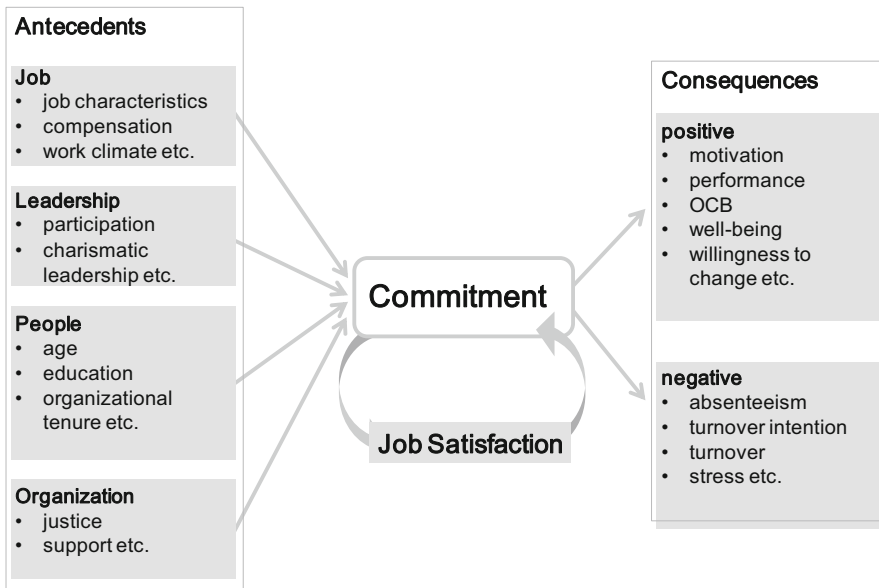 Antecedents
Job
• job characteristics
• compensation
• work climate etc.
Leadership
• participation
• charismatic
leadership etc.
People
• age
• education
• organizational
tenure etc.
Organization
• justice
• support etc.
Commitment
Job Satisfaction
Consequences
positive
• motivation
• performance
• OCB
• well-being
• willingness to
change etc.
negative
• absenteeism
• turnover intention
• turnover
• stress etc.